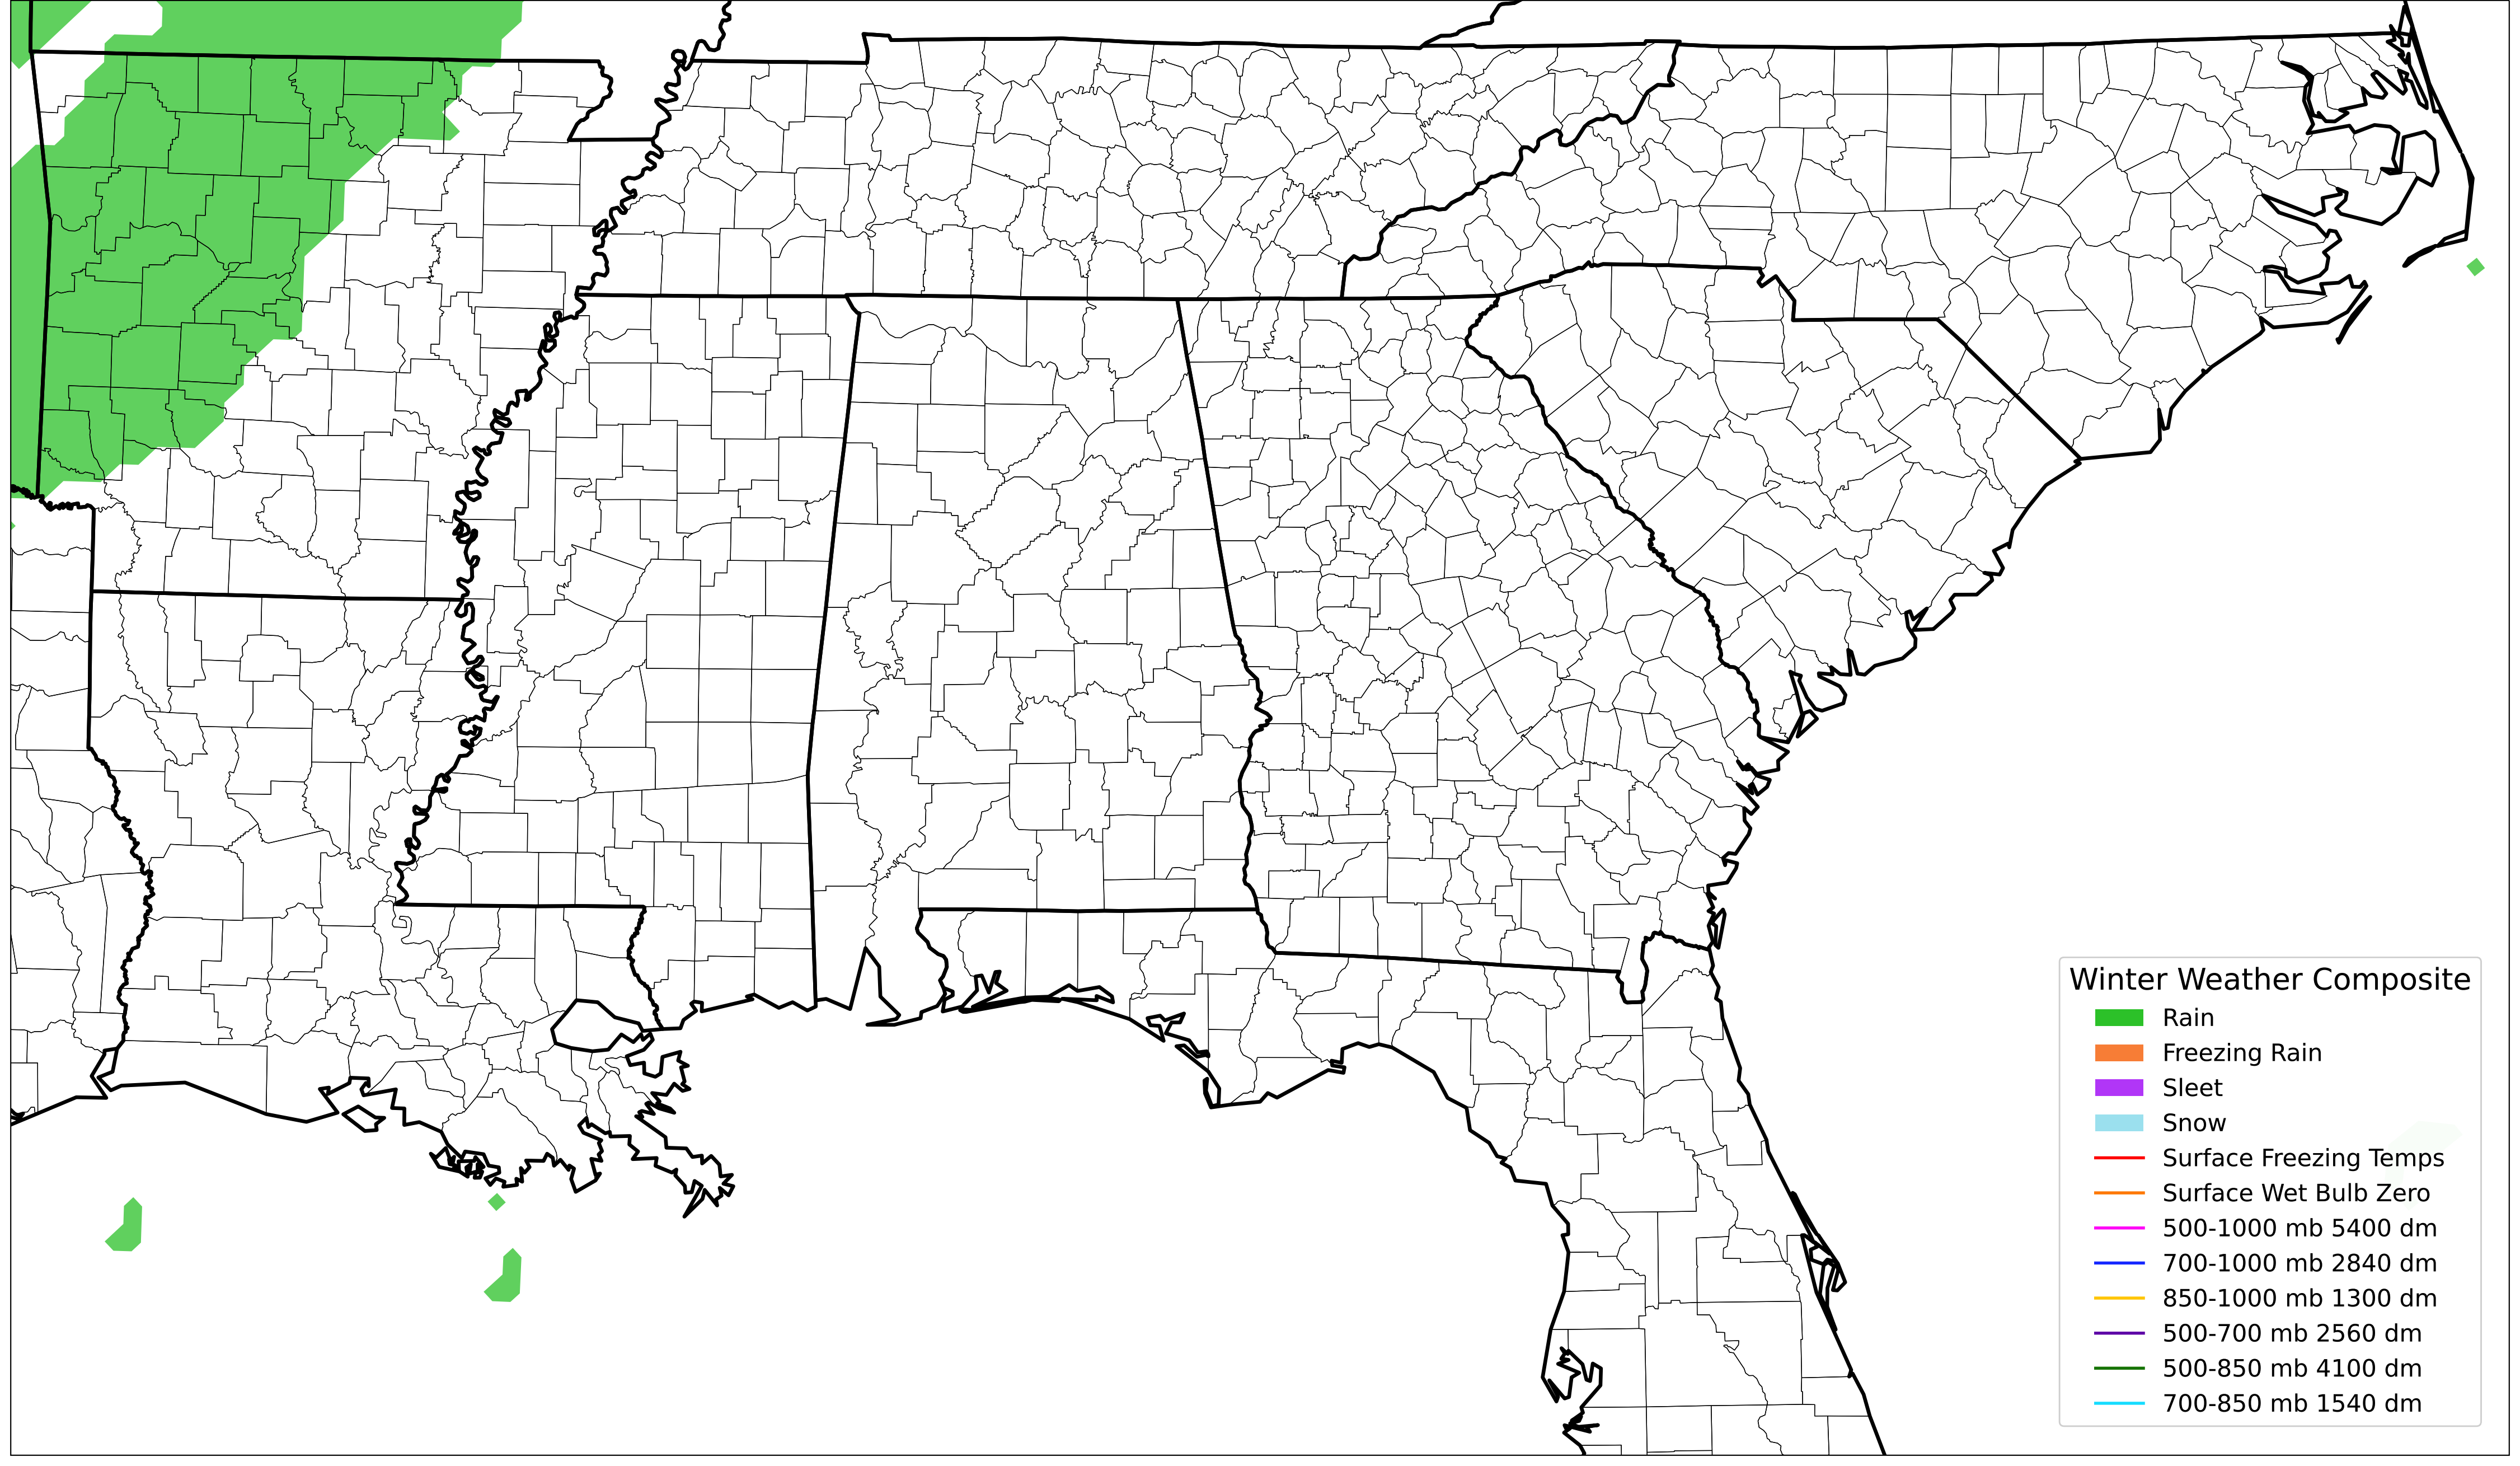 Winter Weather Composite
Rain
Freezing Rain
Sleet
Snow
Surface Freezing Temps
Surface Wet Bulb Zero
500-1000 mb 5400 dm
700-1000 mb 2840 dm
850-1000 mb 1300 dm
500-700 mb 2560 dm
500-850 mb 4100 dm
700-850 mb 1540 dm